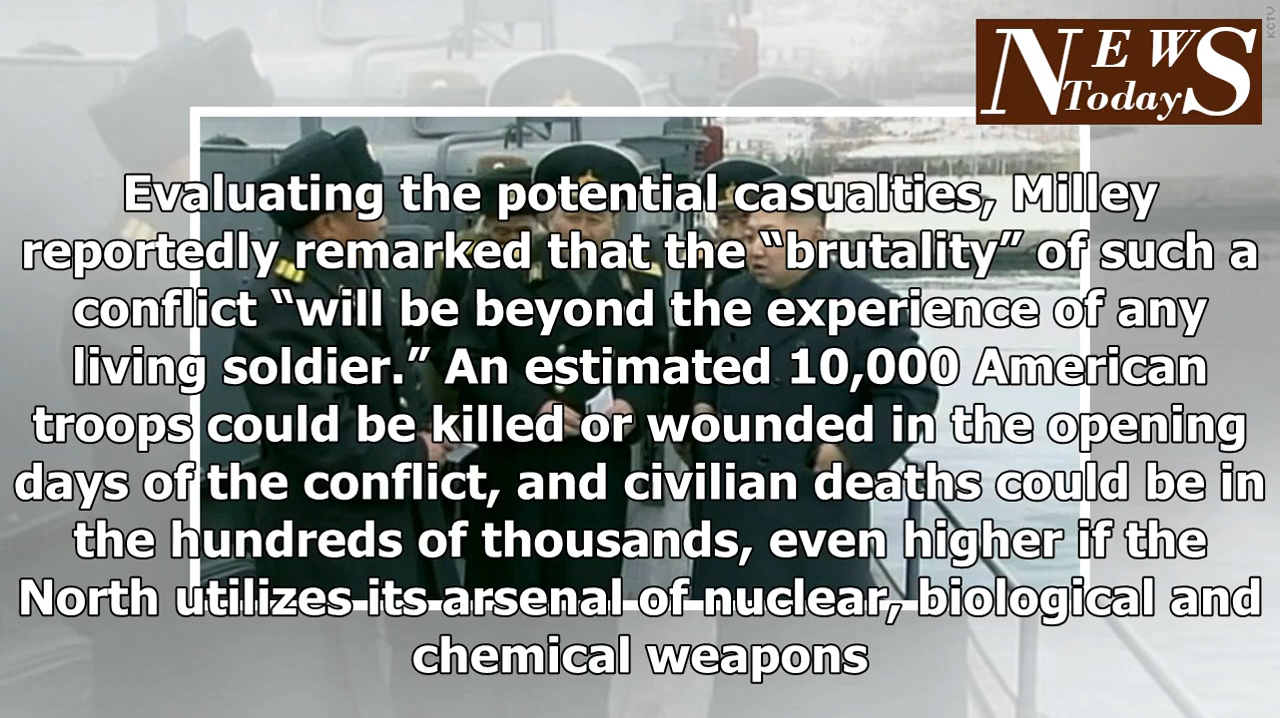 KCTV
NEWS
Today
Evaluating the potential casualties, Milley
reportedly remarked that the “brutality” of such a
conflict “will be beyond the experience of any
living soldier.” An estimated 10,000 American
troops could be killed or wounded in the opening
days of the conflict, and civilian deaths could be in
the hundreds of thousands, even higher if the
North utilizes its arsenal of nuclear, biological and
chemical weapons